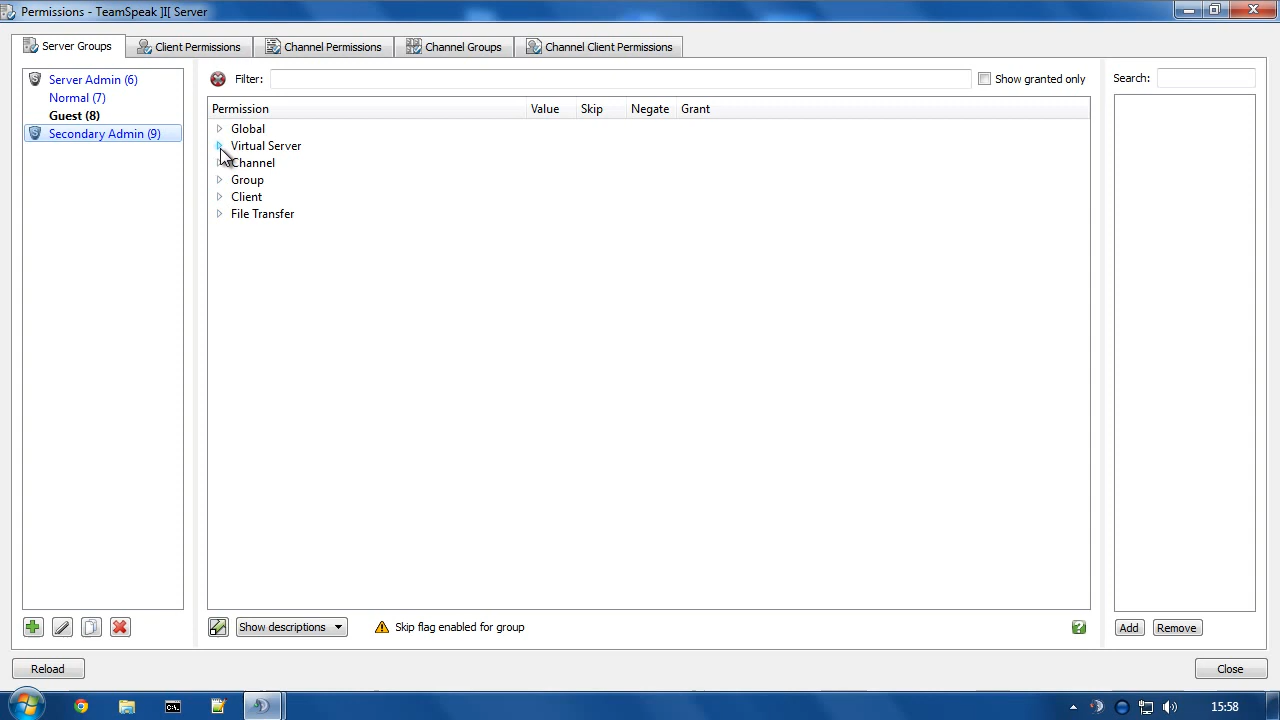 Permissions - TeamSpeak ]I[ Server
Server Groups
Client Permissions
Channel Permissions
Channel Groups
Channel Client Permissions
Server Admin (6)
Normal (7)
Guest (8)
Secondary Admin (9)
Filter:
Show granted only
Search:
Permission Value Skip Negate Grant
Global
Virtual Server
Channel
Group
Client
File Transfer
Show descriptions
Skip flag enabled for group
Add
Remove
Reload
Close
15:58